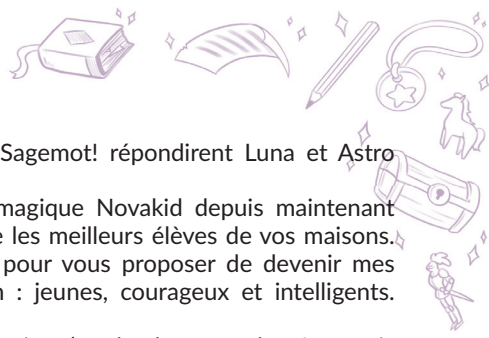 Sagemot! répondirent Luna et Astro
magique Novakid depuis maintenant
les meilleurs élèves de vos maisons.
pour vous proposer de devenir mes
: jeunes, courageux et intelligents.